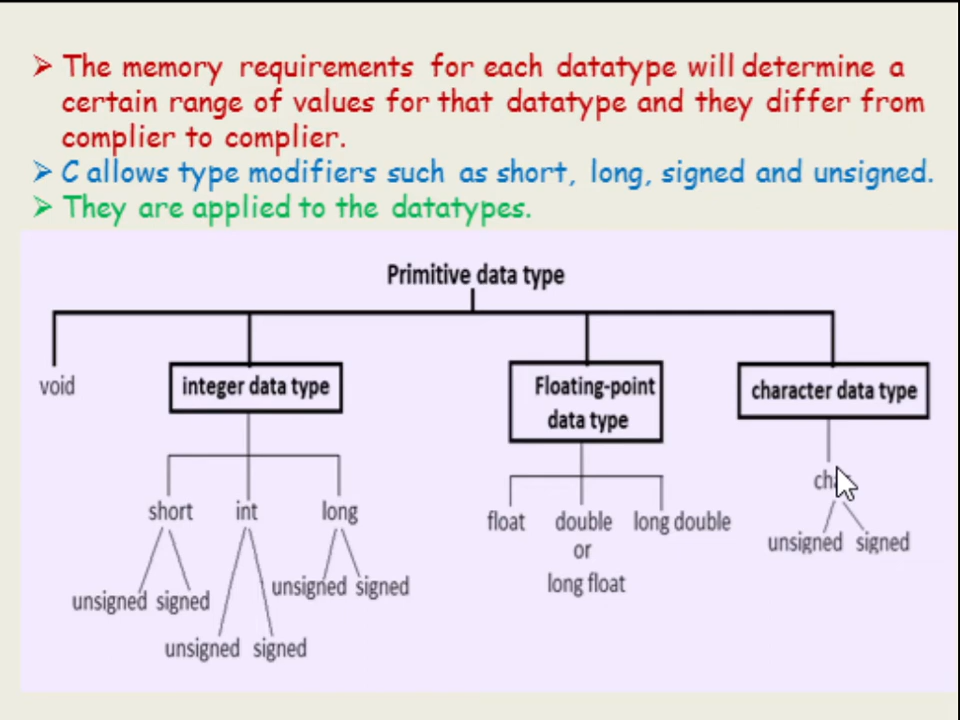 ➢ The memory requirements for each datatype will determine a
certain range of values for that datatype and they differ from
complier to complier.
➢ C allows type modifiers such as short, long, signed and unsigned.
➢ They are applied to the datatypes.
Primitive data type
void
integer data type
Floating-point
data type
character data type
short int long
unsigned signed
unsigned signed
unsigned signed
float double long double
or
long float
unsigned signed